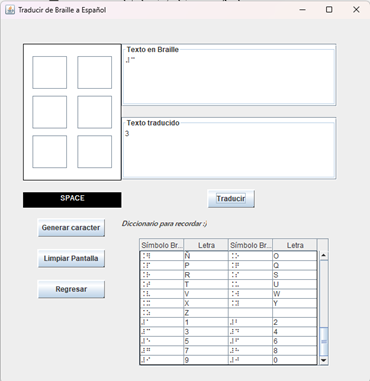 Traducir de Braille a Español
Texto en Braille
⠼⠉
Texto traducido
3
SPACE
Traducir
Generar caracter
Diccionario para recordar :)
Limpiar Pantalla
Regresar
Símbolo Br... Letra Símbolo Br... Letra
⠨⠻ Ñ ⠨⠕ O
⠨⠏ P ⠨⠟ Q
⠨⠗ R ⠨⠎ S
⠨⠞ T ⠨⠥ U
⠨⠧ V ⠨⠺ W
⠨⠭ X ⠨⠽ Y
⠨⠵ Z
⠼⠁ 1 ⠼⠃ 2
⠼⠉ 3 ⠼⠙ 4
⠼⠑ 5 ⠼⠋ 6
⠼⠛ 7 ⠼⠓ 8
⠼⠊ 9 ⠼⠚ 0